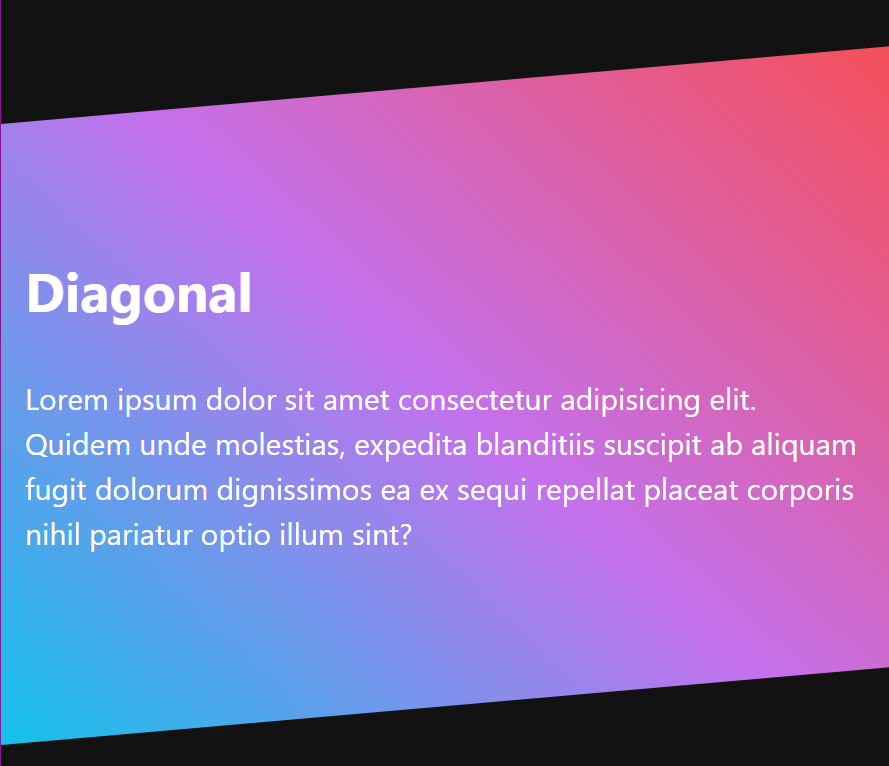 Diagonal
Lorem ipsum dolor sit amet consectetur adipisicing elit.
Quidem unde molestias, expedita blanditiis suscipit ab aliquam
fugit dolorum dignissimos ea ex sequi repellat placeat corporis
nihil pariatur optio illum sint?